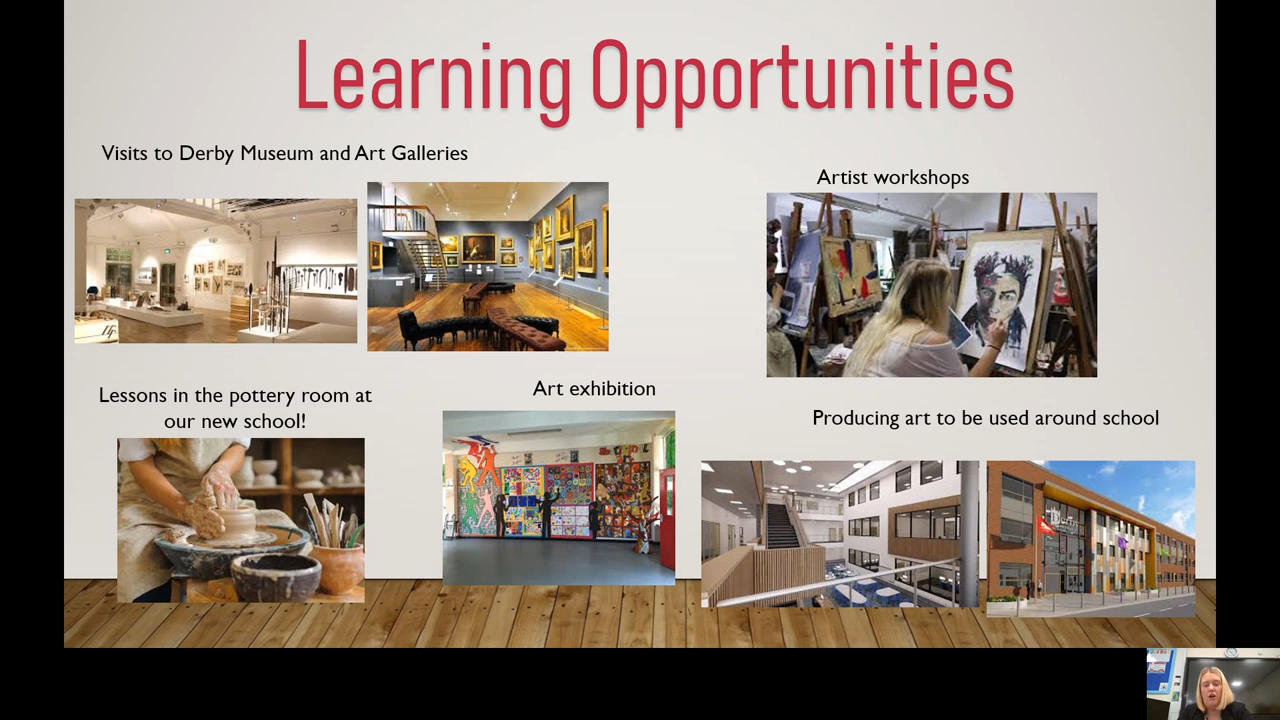 Learning Opportunities
Visits to Derby Museum and Art Galleries
Artist workshops
Lessons in the pottery room at
our new school!
Art exhibition
Producing art to be used around school